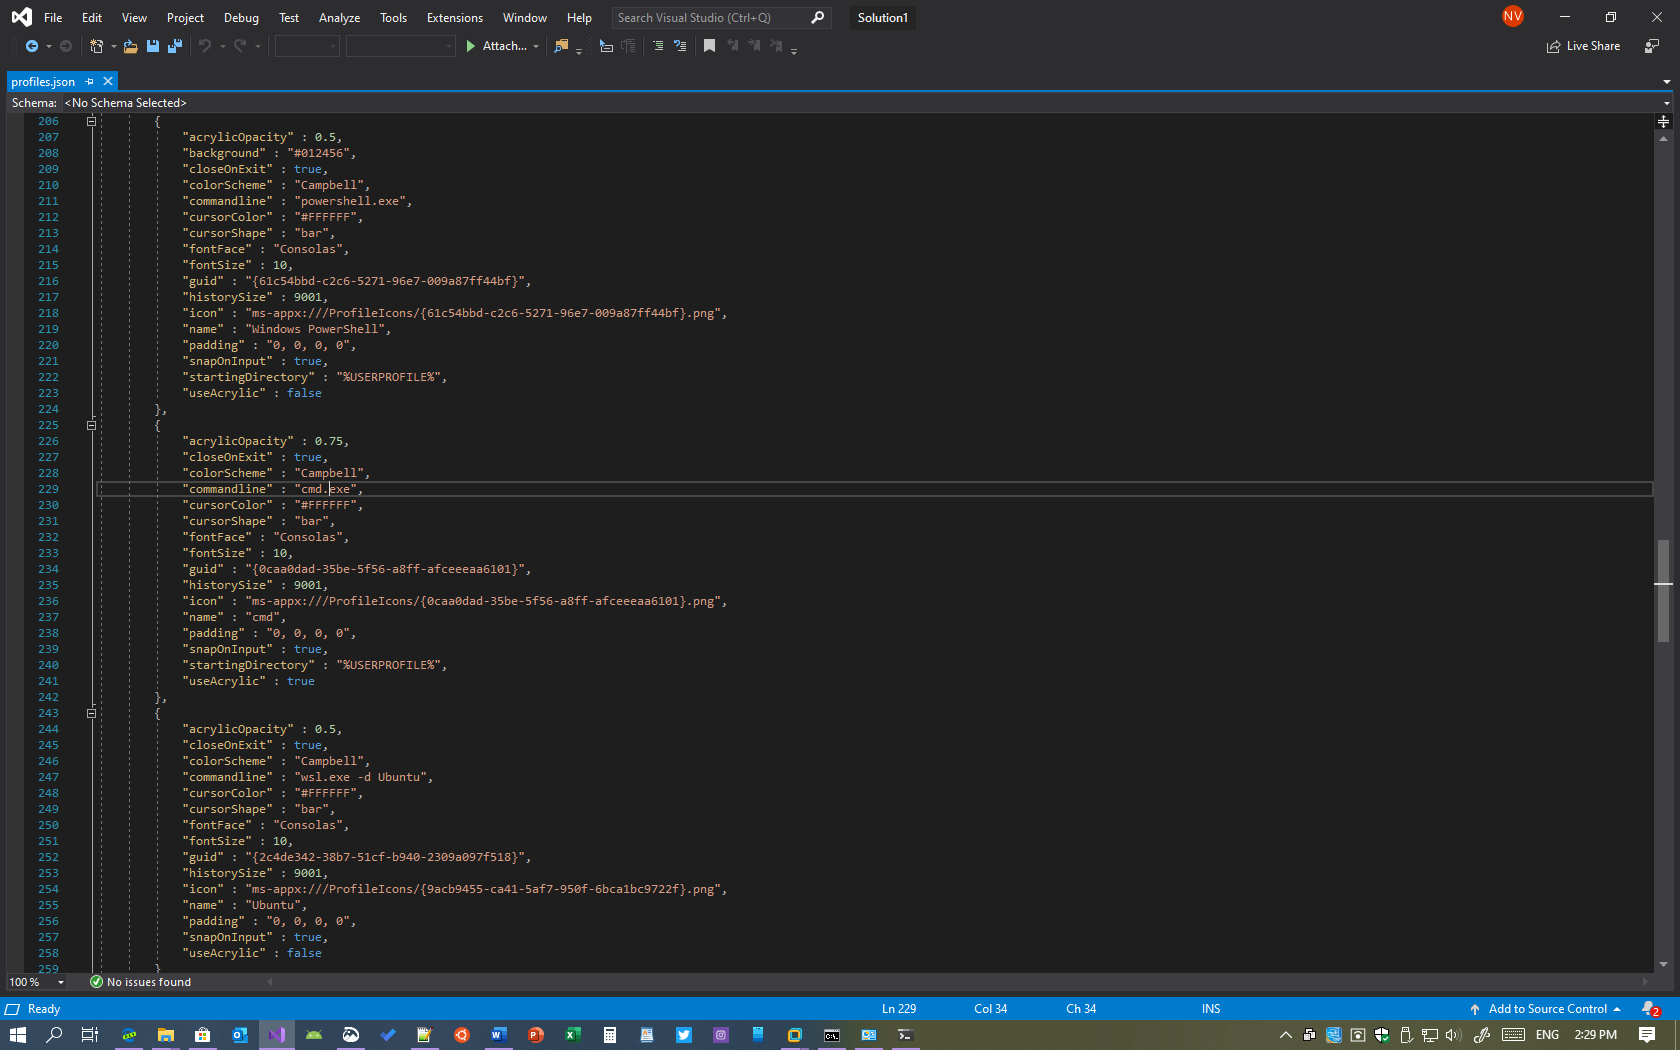 File Edit View Project Debug Test Analyze Tools Extensions Window Help Search Visual Studio (Ctrl+Q) Solution1 NV
Attach... Live Share
profiles.json
Schema: <No Schema Selected>
206 {
207 "acrylicOpacity" : 0.5,
208 "background" : "#012456",
209 "closeOnExit" : true,
210 "colorScheme" : "Campbell",
211 "commandline" : "powershell.exe",
212 "cursorColor" : "#FFFFFF",
213 "cursorShape" : "bar",
214 "fontFace" : "Consolas",
215 "fontSize" : 10,
216 "guid" : "{61c54bbd-c2c6-5271-96e7-009a87ff44bf}",
217 "historySize" : 9001,
218 "icon" : "ms-appx:///ProfileIcons/{61c54bbd-c2c6-5271-96e7-009a87ff44bf}.png",
219 "name" : "Windows PowerShell",
220 "padding" : "0, 0, 0, 0",
221 "snapOnInput" : true,
222 "startingDirectory" : "%USERPROFILE%",
223 "useAcrylic" : false
224 },
225 {
226 "acrylicOpacity" : 0.75,
227 "closeOnExit" : true,
228 "colorScheme" : "Campbell",
229 "commandline" : "cmd.exe",
230 "cursorColor" : "#FFFFFF",
231 "cursorShape" : "bar",
232 "fontFace" : "Consolas",
233 "fontSize" : 10,
234 "guid" : "{0caa0dad-35be-5f56-a8ff-afceeeaa6101}",
235 "historySize" : 9001,
236 "icon" : "ms-appx:///ProfileIcons/{0caa0dad-35be-5f56-a8ff-afceeeaa6101}.png",
237 "name" : "cmd",
238 "padding" : "0, 0, 0, 0",
239 "snapOnInput" : true,
240 "startingDirectory" : "%USERPROFILE%",
241 "useAcrylic" : true
242 },
243 {
244 "acrylicOpacity" : 0.5,
245 "closeOnExit" : true,
246 "colorScheme" : "Campbell",
247 "commandline" : "wsl.exe -d Ubuntu",
248 "cursorColor" : "#FFFFFF",
249 "cursorShape" : "bar",
250 "fontFace" : "Consolas",
251 "fontSize" : 10,
252 "guid" : "{2c4de342-38b7-51cf-b940-2309a097f518}",
253 "historySize" : 9001,
254 "icon" : "ms-appx:///ProfileIcons/{9acb9455-ca41-5af7-950f-6bca1bc9722f}.png",
255 "name" : "Ubuntu",
256 "padding" : "0, 0, 0, 0",
257 "snapOnInput" : true,
258 "useAcrylic" : false
259 }
100 % No issues found
Ready Ln 229 Col 34 Ch 34 INS Add to Source Control 2
ENG 2:29 PM